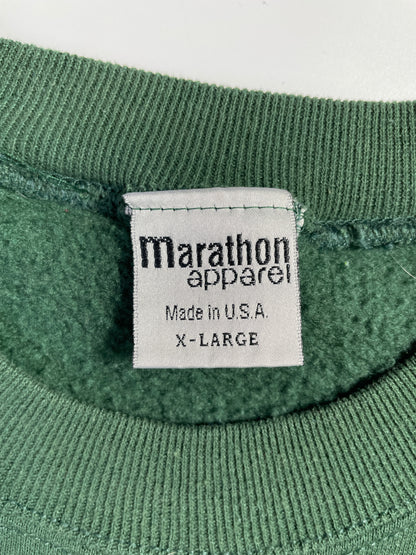 marathon
apparel
Made in U.S.A.
X-LARGE